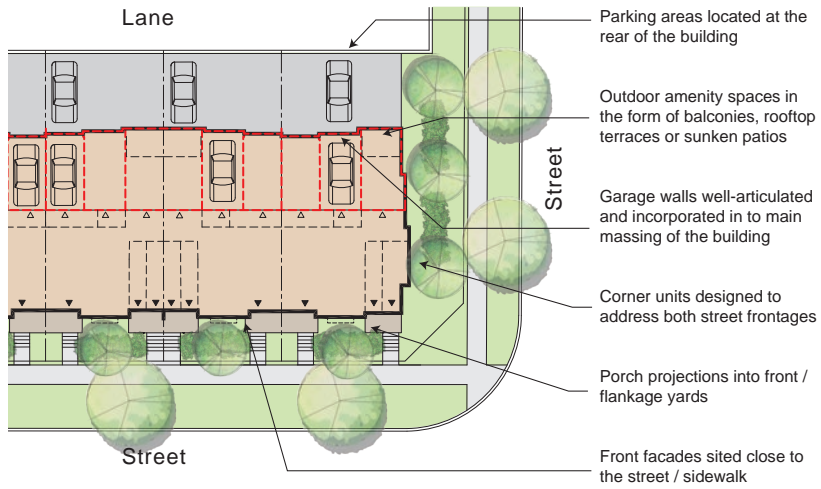 Lane
Parking areas located at the
rear of the building
Outdoor amenity spaces in
the form of balconies, rooftop
terraces or sunken patios
Street
Garage walls well-articulated
and incorporated in to main
massing of the building
Corner units designed to
address both street frontages
Porch projections into front /
flankage yards
Street
Front facades sited close to
the street / sidewalk